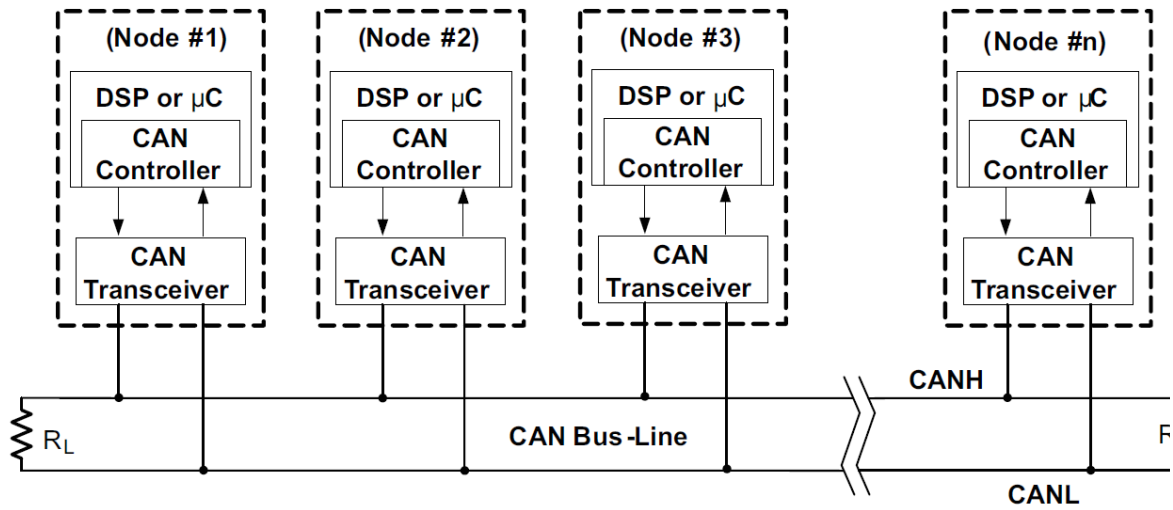 (Node #1)
DSP or µC
CAN
Controller
CAN
Transceiver
(Node #2)
DSP or µC
CAN
Controller
CAN
Transceiver
(Node #3)
DSP or µC
CAN
Controller
CAN
Transceiver
(Node #n)
DSP or µC
CAN
Controller
CAN
Transceiver
CANH
RL
CAN Bus-Line
R
CANL